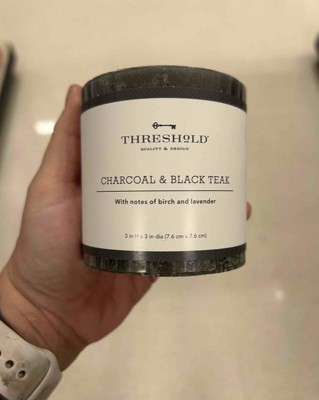 THRESHOLD
QUALITY & DESIGN
CHARCOAL & BLACK TEAK
With notes of birch and lavender
3 in H x 3 in dia (7.6 cm x 7.6 cm)